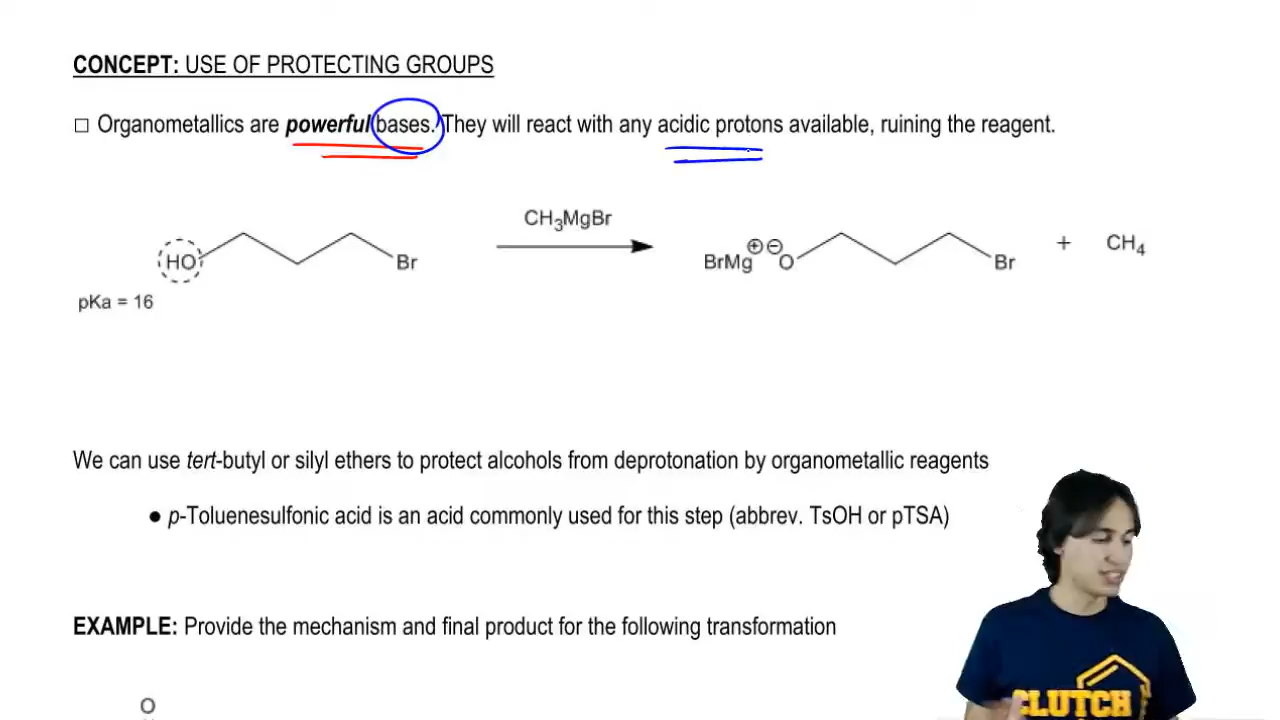 CONCEPT: USE OF PROTECTING GROUPS
□ Organometallics are powerful bases. They will react with any acidic protons available, ruining the reagent.
CH3MgBr
HO Br BrMg ⊕ ⊖ O Br + CH4
pKa = 16
We can use tert-butyl or silyl ethers to protect alcohols from deprotonation by organometallic reagents
● p-Toluenesulfonic acid is an acid commonly used for this step (abbrev. TsOH or pTSA)
EXAMPLE: Provide the mechanism and final product for the following transformation
O
CLUTCH